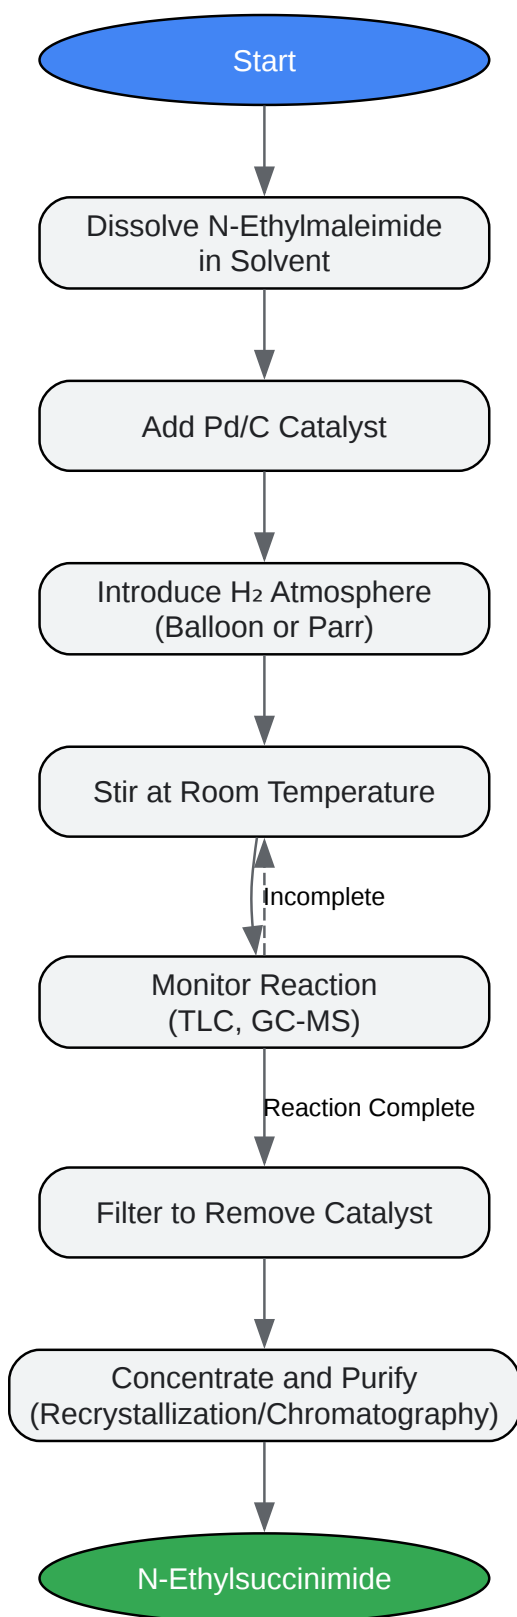 Start
Dissolve N-Ethylmaleimide
in Solvent
Add Pd/C Catalyst
Introduce H₂ Atmosphere
(Balloon or Parr)
Stir at Room Temperature
Incomplete
Monitor Reaction
(TLC, GC-MS)
Reaction Complete
Filter to Remove Catalyst
Concentrate and Purify
(Recrystallization/Chromatography)
N-Ethylsuccinimide